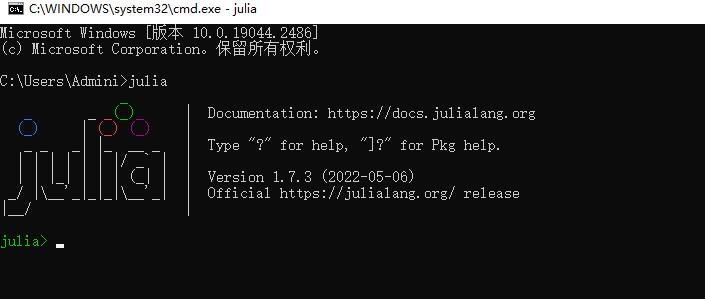 C:\WINDOWS\system32\cmd.exe - julia
Microsoft Windows [版本 10.0.19044.2486]
(c) Microsoft Corporation。保留所有权利。
C:\Users\Admini>julia
Documentation: https://docs.julialang.org
Type "?" for help, "]?" for Pkg help.
Version 1.7.3 (2022-05-06)
Official https://julialang.org/ release
julia
julia>